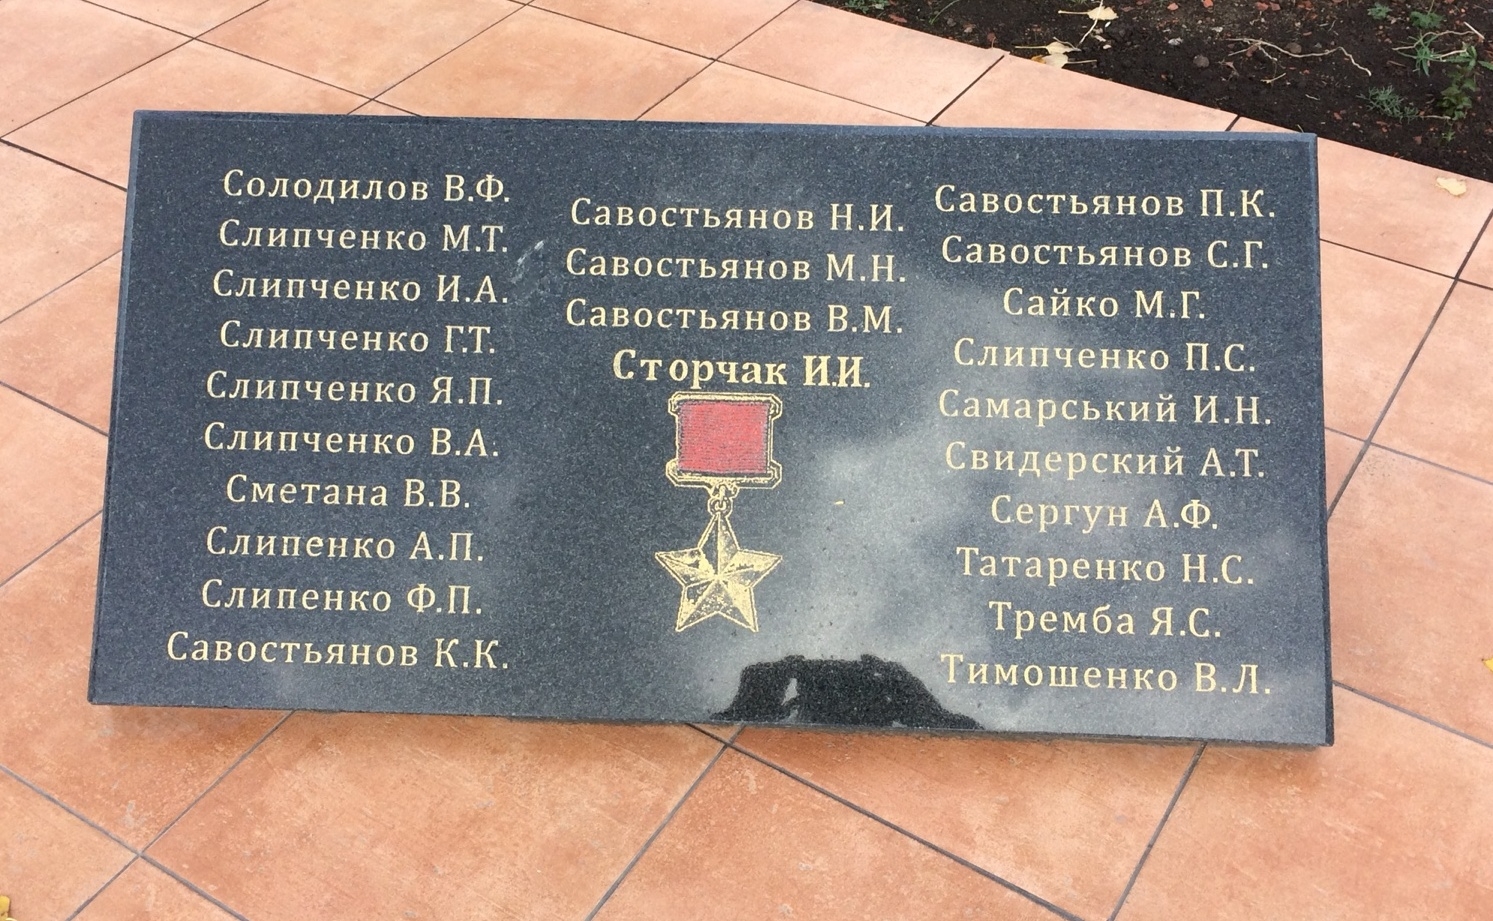 Солодилов В.Ф.
Слипченко М.Т.
Слипченко И.А.
Слипченко Г.Т.
Слипченко Я.П.
Слипченко В.А.
Сметана В.В.
Слипенко А.П.
Слипенко Ф.П.
Савостьянов К.К.
Савостьянов Н.И.
Савостьянов М.Н.
Савостьянов В.М.
Сторчак И.И.
Савостьянов П.К.
Савостьянов С.Г.
Сайко М.Г.
Слипченко П.С.
Самарський И.Н.
Свидерский А.Т.
Сергун А.Ф.
Татаренко Н.С.
Тремба Я.С.
Тимошенко В.Л.